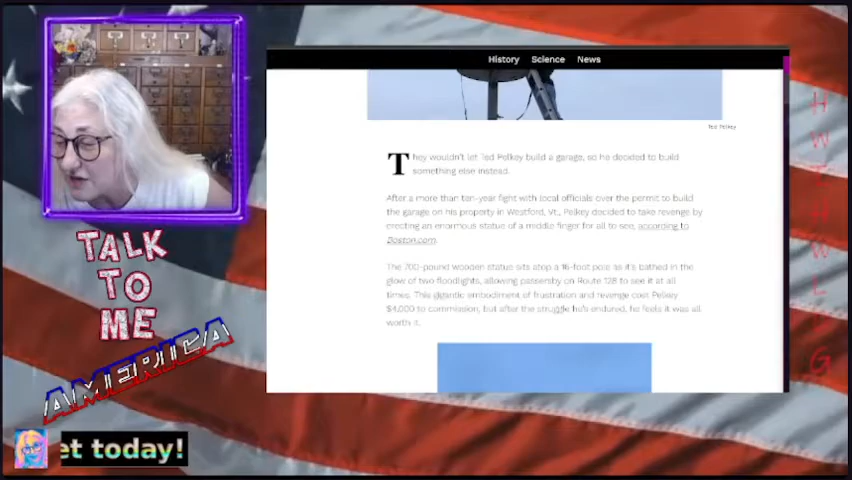 History Science News
Ted Pelkey
They wouldn't let Ted Pelkey build a garage, so he decided to build
something else instead.
After a more than ten-year fight with local officials over the permit to build
the garage on his property in Westford, Vt., Pelkey decided to take revenge by
erecting an enormous statue of a middle finger for all to see, according to
Boston.com.
The 700-pound wooden statue sits atop a 16-foot pole as it's bathed in the
glow of two floodlights, allowing passersby on Route 128 to see it at all
times. This gigantic embodiment of frustration and revenge cost Pelkey
$4,000 to commission, but after the struggle he's endured, he feels it was all
worth it.
TALK
TO
ME
AMERICA
et today!
H
W